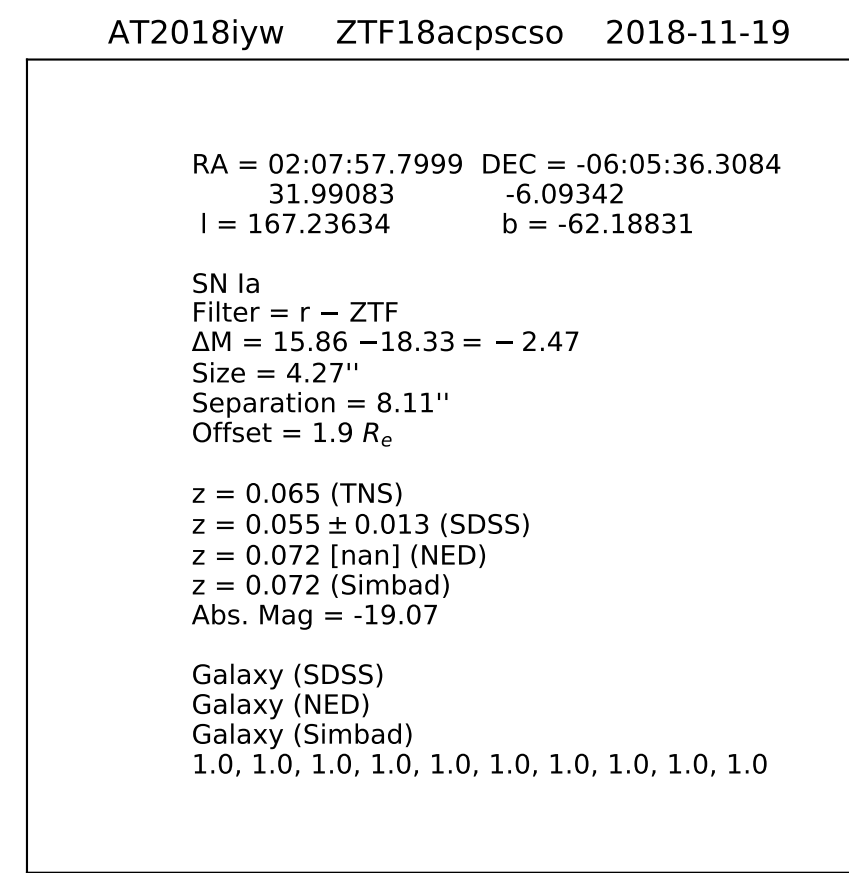 AT2018iyw ZTF18acpscso 2018-11-19
RA = 02:07:57.7999 DEC = -06:05:36.3084
31.99083 -6.09342
l = 167.23634 b = -62.18831
SN Ia
Filter = r − ZTF
ΔM = 15.86 −18.33 = − 2.47
Size = 4.27''
Separation = 8.11''
Offset = 1.9 Rₑ
z = 0.065 (TNS)
z = 0.055 ± 0.013 (SDSS)
z = 0.072 [nan] (NED)
z = 0.072 (Simbad)
Abs. Mag = -19.07
Galaxy (SDSS)
Galaxy (NED)
Galaxy (Simbad)
1.0, 1.0, 1.0, 1.0, 1.0, 1.0, 1.0, 1.0, 1.0, 1.0